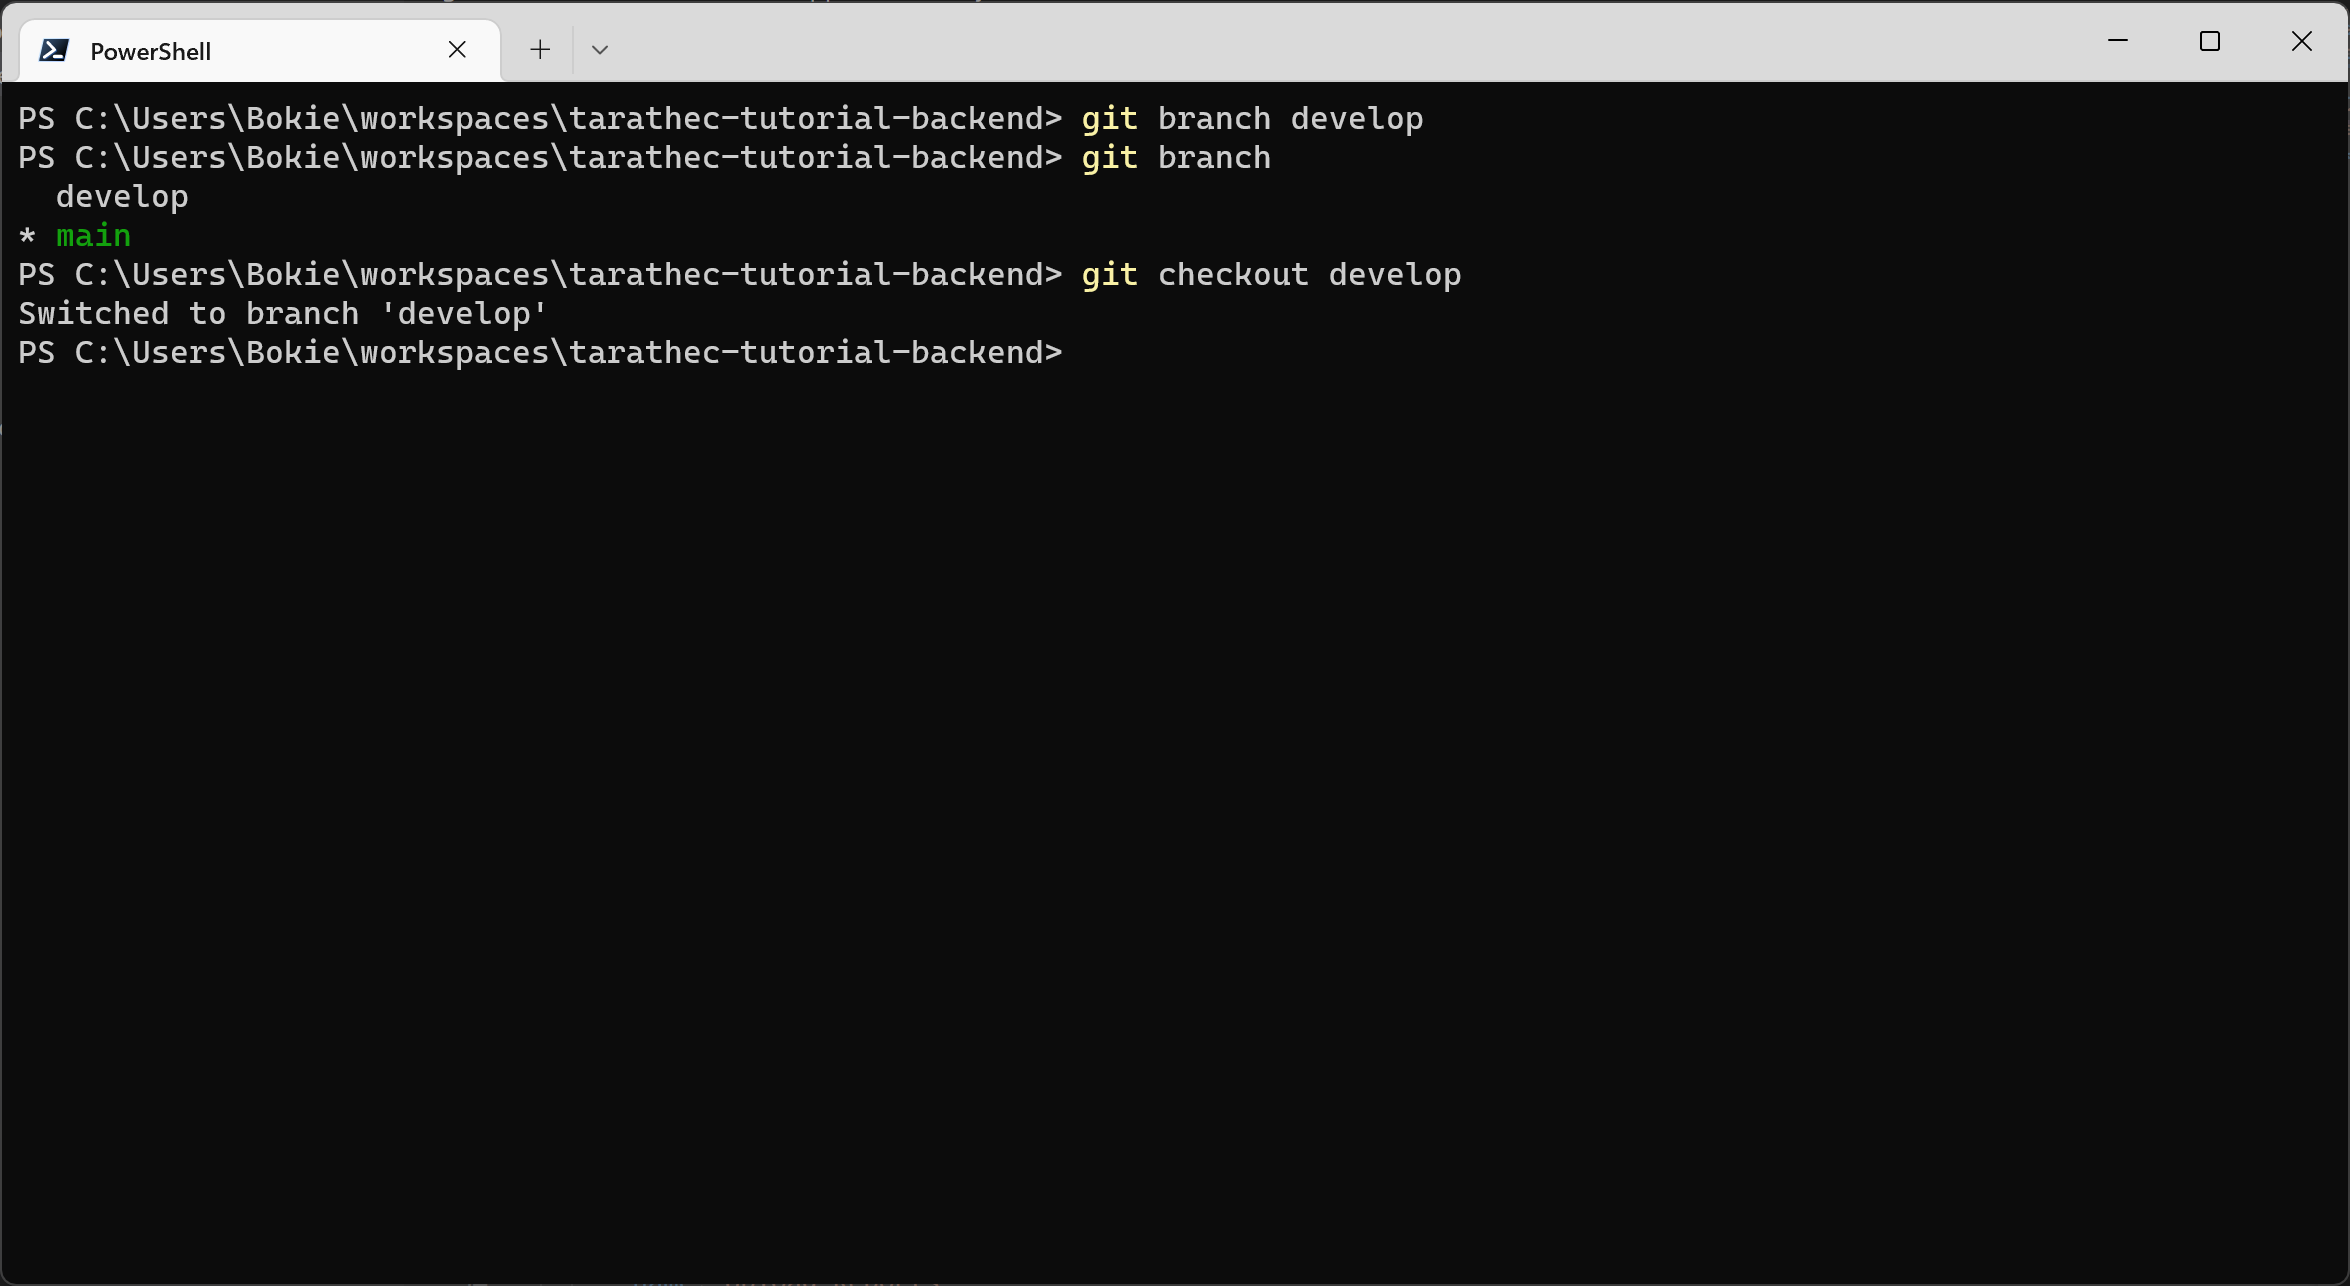 PowerShell
PS C:\Users\Bokie\workspaces\tarathec-tutorial-backend> git branch develop
PS C:\Users\Bokie\workspaces\tarathec-tutorial-backend> git branch
  develop
* main
PS C:\Users\Bokie\workspaces\tarathec-tutorial-backend> git checkout develop
Switched to branch 'develop'
PS C:\Users\Bokie\workspaces\tarathec-tutorial-backend>